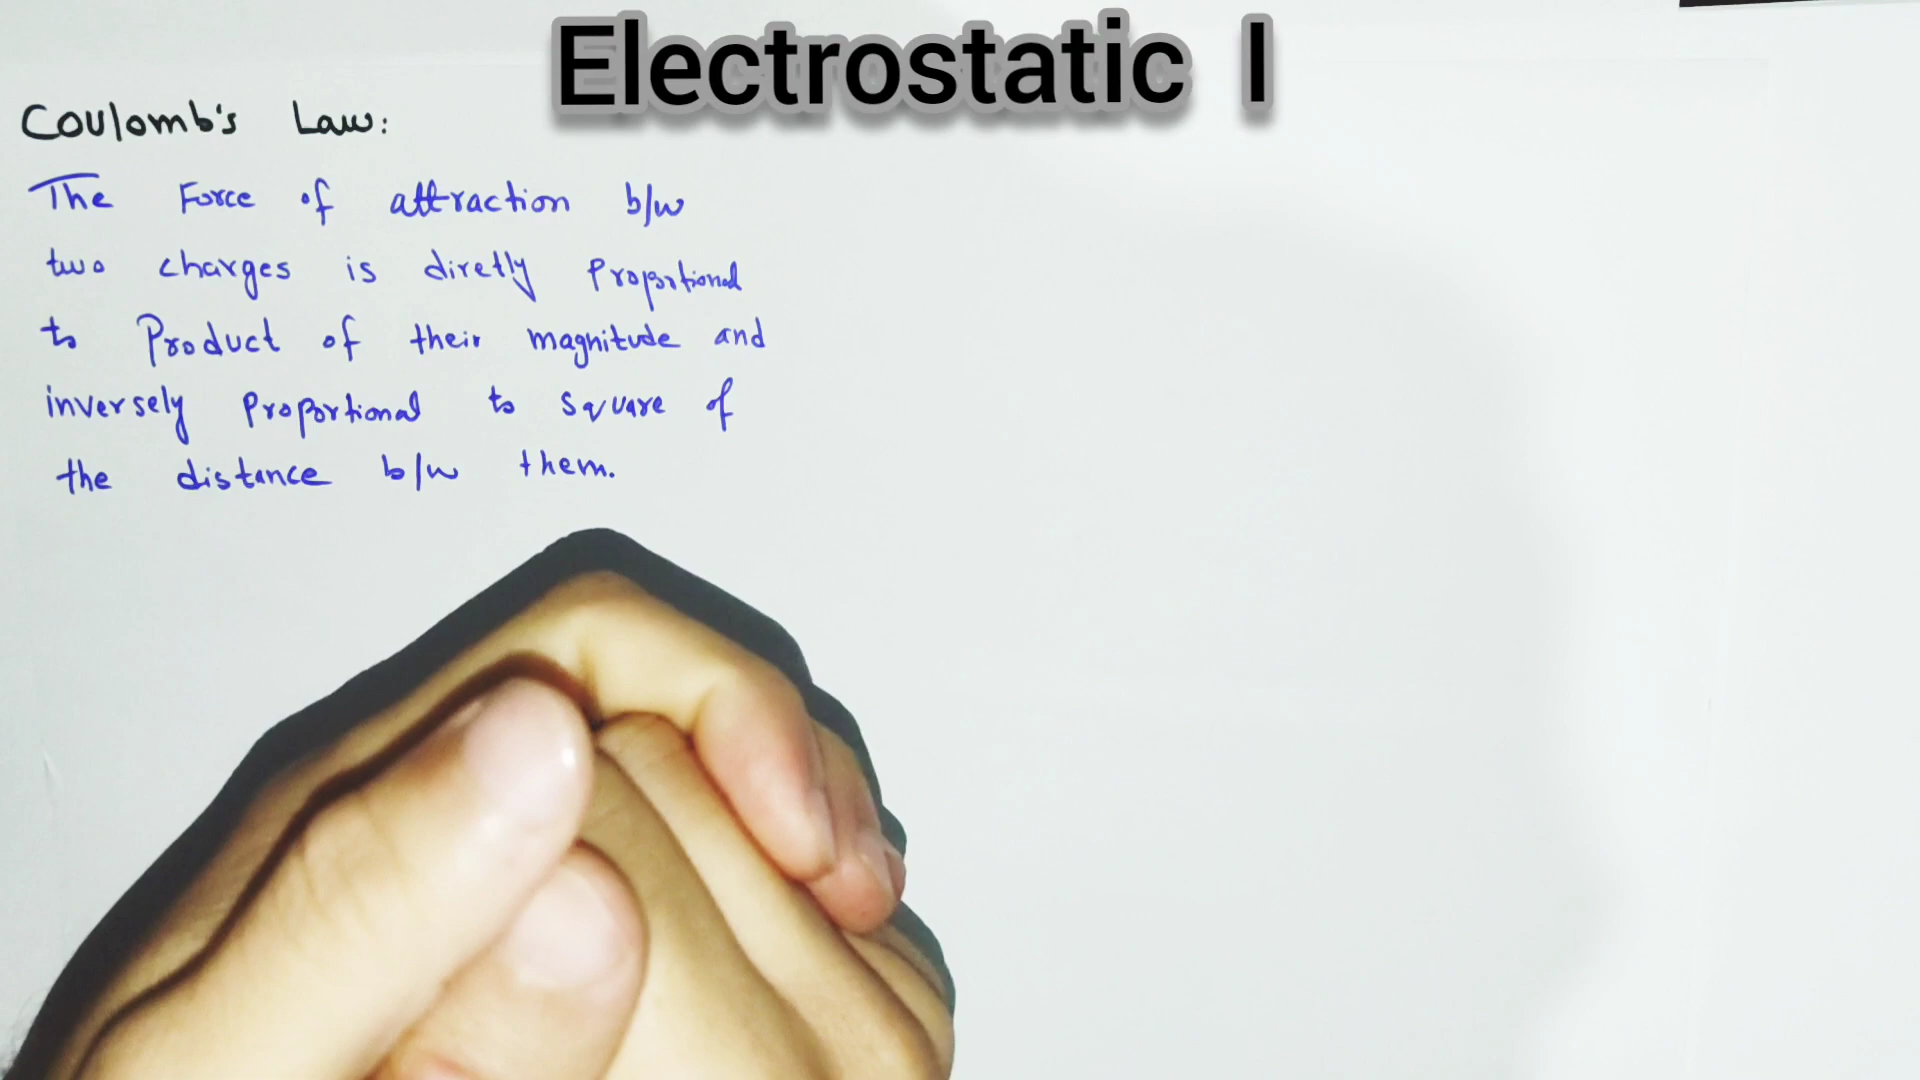 Electrostatic I
Coulomb's Law:
The Force of attraction b/w
two charges is diretly Proportional
to Product of their magnitude and
inversely Proportional to square of
the distance b/w them.